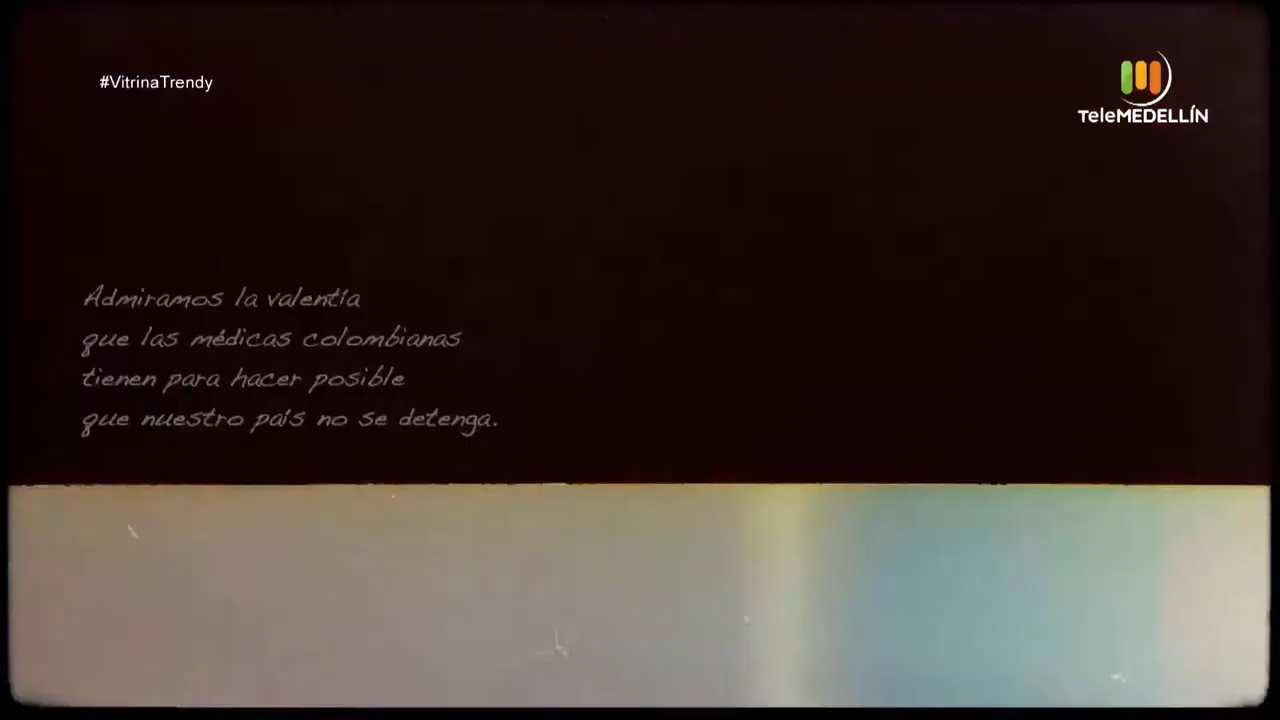 #VitrinaTrendy
TeleMEDELLÍN
Admiramos la valentía
que las médicas colombianas
tienen para hacer posible
que nuestro país no se detenga.